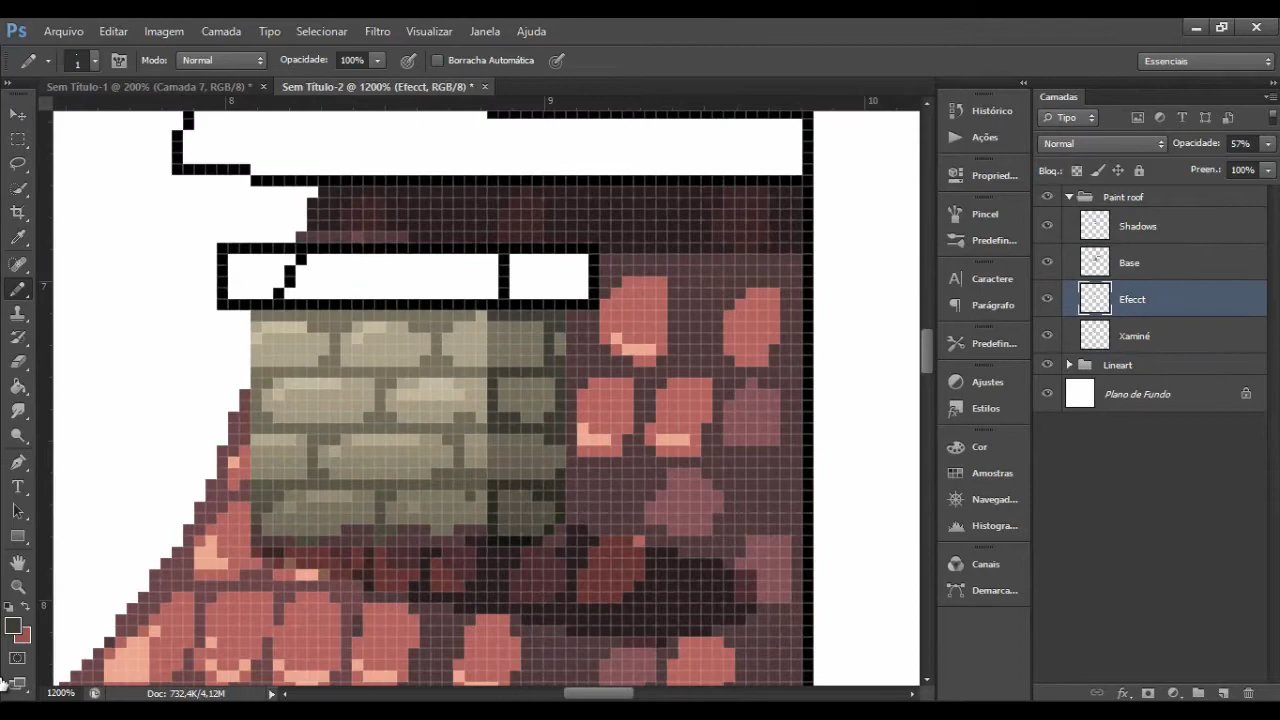 Ps Arquivo Editar Imagem Camada Tipo Selecionar Filtro Visualizar Janela Ajuda
1 Modo: Normal Opacidade: 100% Borracha Automática Essenciais
Sem Título-1 @ 200% (Camada 7, RGB/8) * × Sem Título-2 @ 1200% (Efecct, RGB/8) * ×
8 9 10
7
8
Histórico
Ações
Propried...
Pincel
Predefin...
Caractere
Parágrafo
Predefin...
Ajustes
Estilos
Cor
Amostras
Navegad...
Histogra...
Canais
Demarca...
Camadas
Tipo
Normal Opacidade: 57%
Bloq.: Preen.: 100%
Paint roof
Shadows
Base
Efecct
Xaminé
Lineart
Plano de Fundo
1200% Doc: 732,4K/4,12M